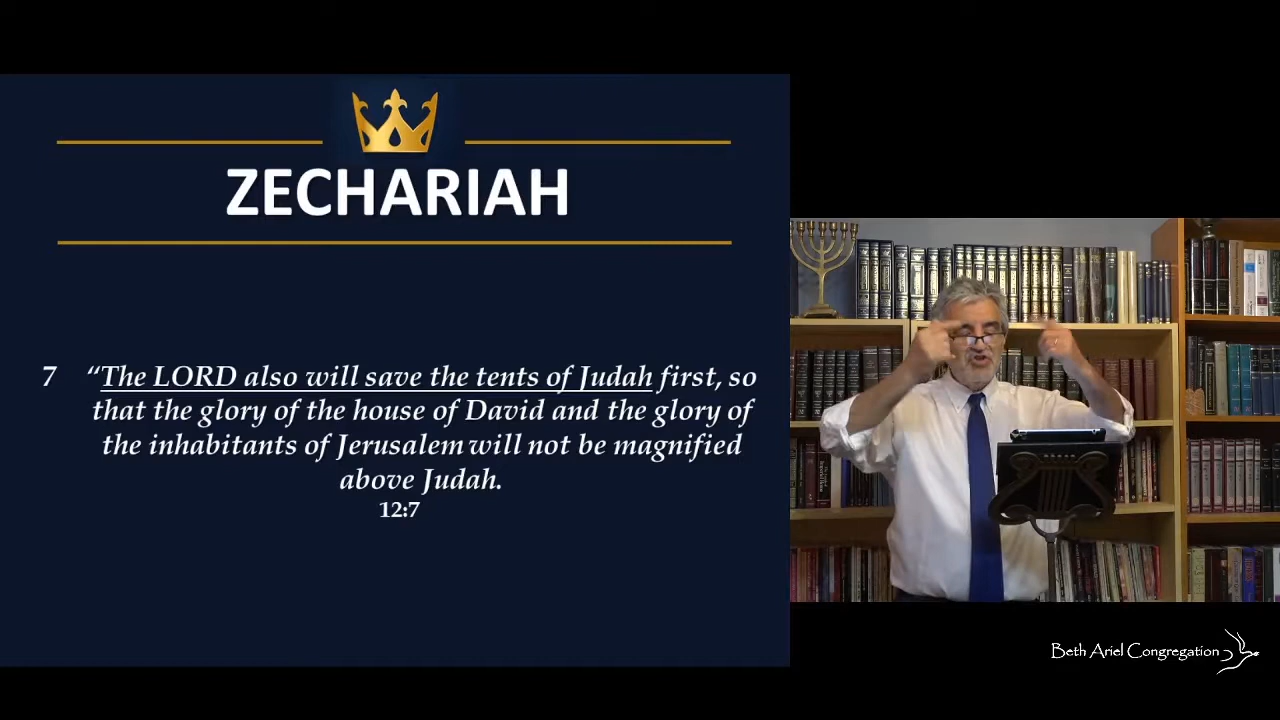 ZECHARIAH
7 “The LORD also will save the tents of Judah first, so
that the glory of the house of David and the glory of
the inhabitants of Jerusalem will not be magnified
above Judah.
12:7
Beth Ariel Congregation